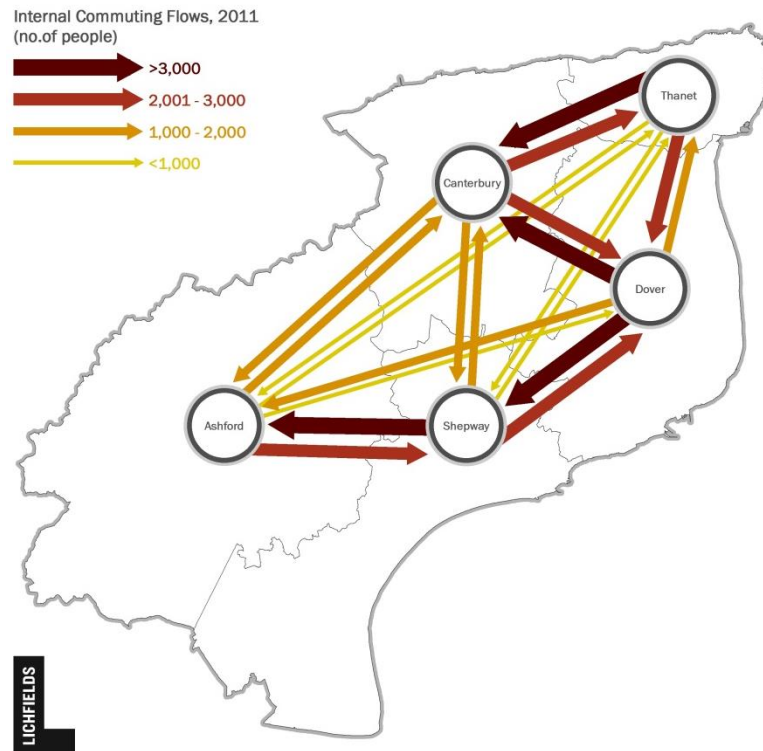 Internal Commuting Flows, 2011
(no.of people)
>3,000
2,001 - 3,000
1,000 - 2,000
<1,000
Thanet
Canterbury
Dover
Ashford
Shepway
LICHFIELDS